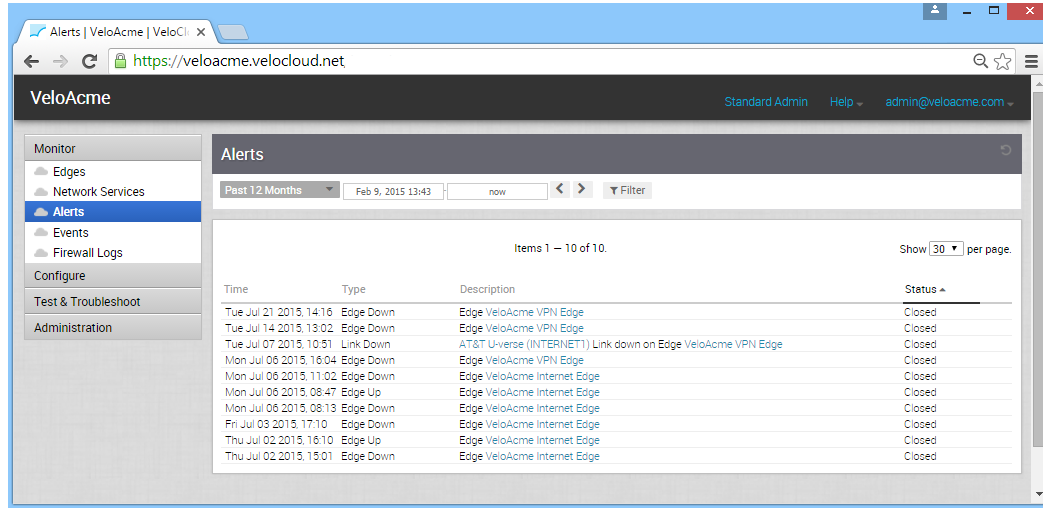 Alerts | VeloAcme | VeloCl
https://veloacme.velocloud.net
VeloAcme
Standard Admin Help admin@veloacme.com
Monitor
Edges
Network Services
Alerts
Events
Firewall Logs
Configure
Test & Troubleshoot
Administration
Alerts
Past 12 Months Feb 9, 2015 13:43 - now Filter
Items 1 — 10 of 10.
Show 30 per page.
Time Type Description Status
Tue Jul 21 2015, 14:16 Edge Down Edge VeloAcme VPN Edge Closed
Tue Jul 14 2015, 13:02 Edge Down Edge VeloAcme VPN Edge Closed
Tue Jul 07 2015, 10:51 Link Down AT&T U-verse (INTERNET1) Link down on Edge VeloAcme VPN Edge Closed
Mon Jul 06 2015, 16:04 Edge Down Edge VeloAcme VPN Edge Closed
Mon Jul 06 2015, 11:02 Edge Down Edge VeloAcme Internet Edge Closed
Mon Jul 06 2015, 08:47 Edge Up Edge VeloAcme Internet Edge Closed
Mon Jul 06 2015, 08:13 Edge Down Edge VeloAcme Internet Edge Closed
Fri Jul 03 2015, 17:10 Edge Down Edge VeloAcme Internet Edge Closed
Thu Jul 02 2015, 16:10 Edge Up Edge VeloAcme Internet Edge Closed
Thu Jul 02 2015, 15:01 Edge Down Edge VeloAcme Internet Edge Closed